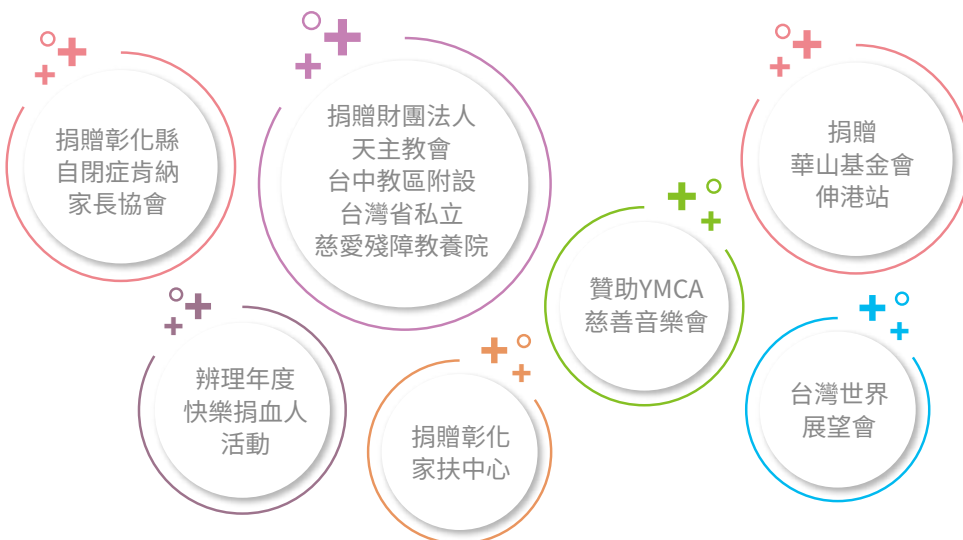 捐贈彰化縣
自閉症肯納
家長協會
捐贈財團法人
天主教會
台中教區附設
台灣省私立
慈愛殘障教養院
捐贈
華山基金會
伸港站
贊助YMCA
慈善音樂會
辨理年度
快樂捐血人
活動
捐贈彰化
家扶中心
台灣世界
展望會